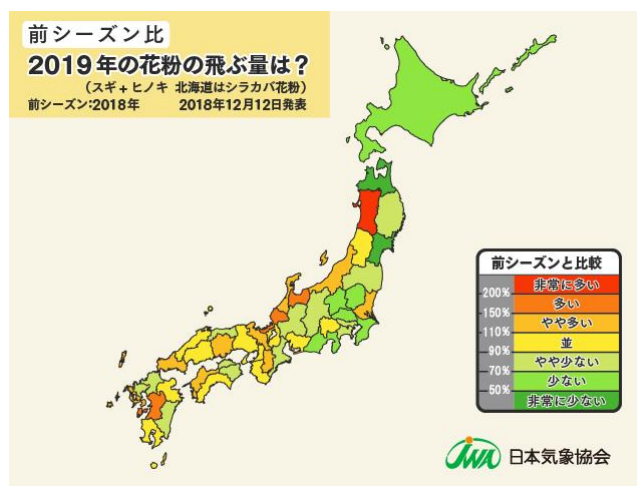 前シーズン比
2019年の花粉の飛ぶ量は？
（スギ+ヒノキ 北海道はシラカバ花粉）
前シーズン:2018年 2018年12月12日発表
前シーズンと比較
非常に多い
200%
多い
150%
やや多い
110%
並
90%
やや少ない
70%
少ない
50%
非常に少ない
JWA 日本気象協会